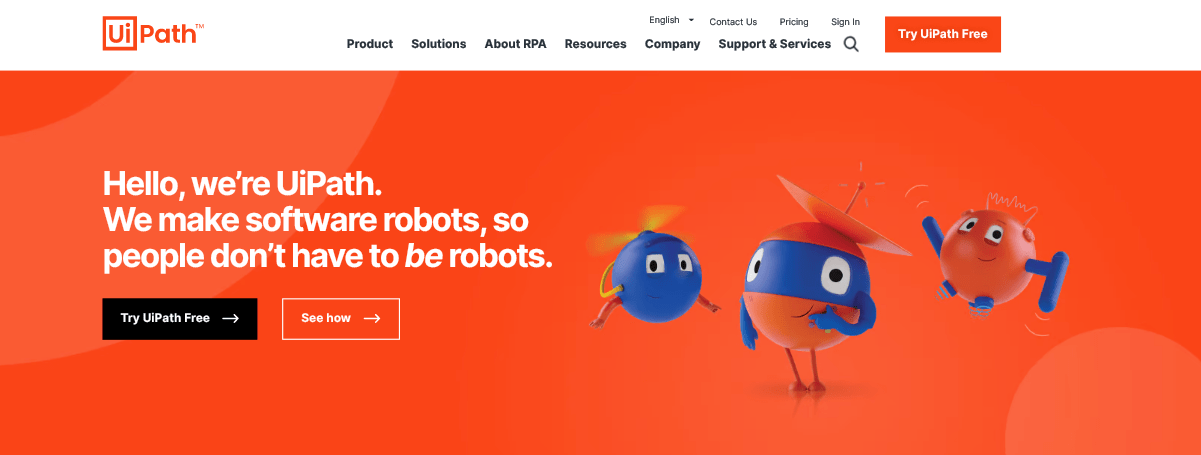 UiPath™
English
Contact Us
Pricing
Sign In
Product
Solutions
About RPA
Resources
Company
Support & Services
Try UiPath Free
Hello, we’re UiPath.
We make software robots, so
people don’t have to be robots.
Try UiPath Free
See how